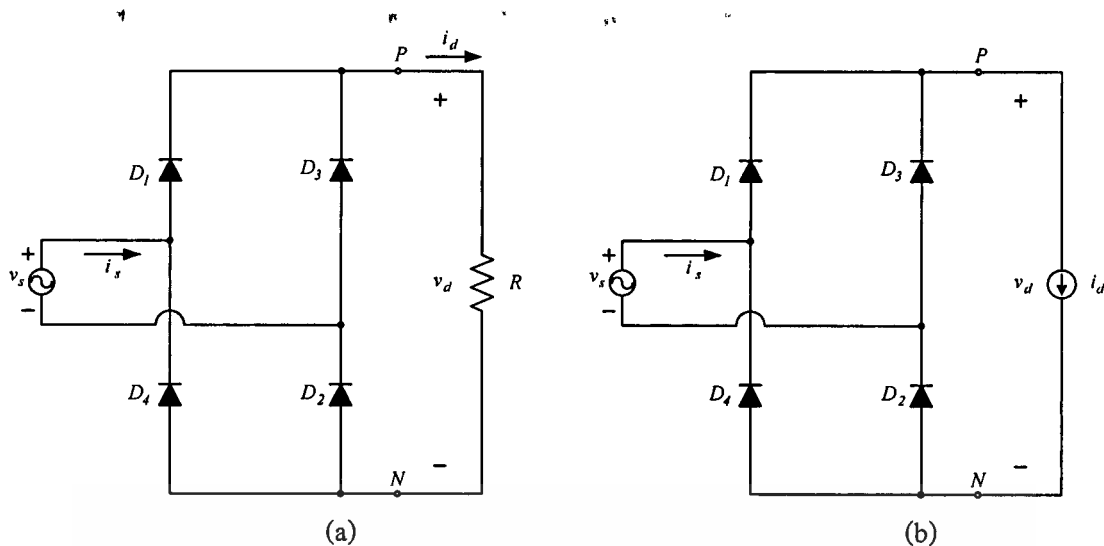 i_d
P
+
D_1
D_3
+
i_s
v_s
v_d
R
−
D_4
D_2
−
N
(a)
P
+
D_1
D_3
+
i_s
v_s
v_d
i_d
−
D_4
D_2
−
N
(b)